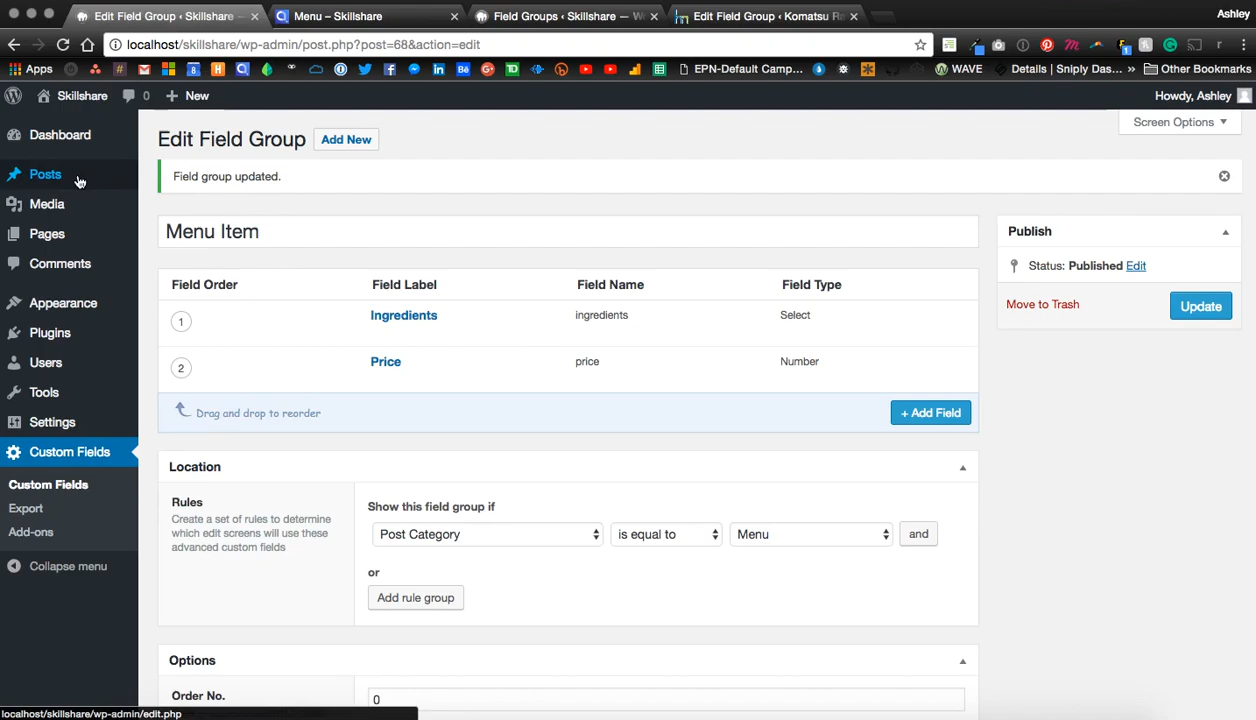 Edit Field Group ‹ Skillshare —
Menu – Skillshare
Field Groups ‹ Skillshare — W
Edit Field Group ‹ Komatsu Ra
Ashley
localhost/skillshare/wp-admin/post.php?post=68&action=edit
Apps
EPN-Default Camp...
WAVE
Details | Sniply Das...
»
Other Bookmarks
Skillshare
0
+ New
Howdy, Ashley
Screen Options
Dashboard
Posts
Media
Pages
Comments
Appearance
Plugins
Users
Tools
Settings
Custom Fields
Custom Fields
Export
Add-ons
Collapse menu
Edit Field Group
Add New
Field group updated.
Menu Item
Field Order
Field Label
Field Name
Field Type
1
Ingredients
ingredients
Select
2
Price
price
Number
Drag and drop to reorder
+ Add Field
Publish
Status: Published Edit
Move to Trash
Update
Location
Rules
Create a set of rules to determine
which edit screens will use these
advanced custom fields
Show this field group if
Post Category
is equal to
Menu
and
or
Add rule group
Options
Order No.
0
localhost/skillshare/wp-admin/edit.php